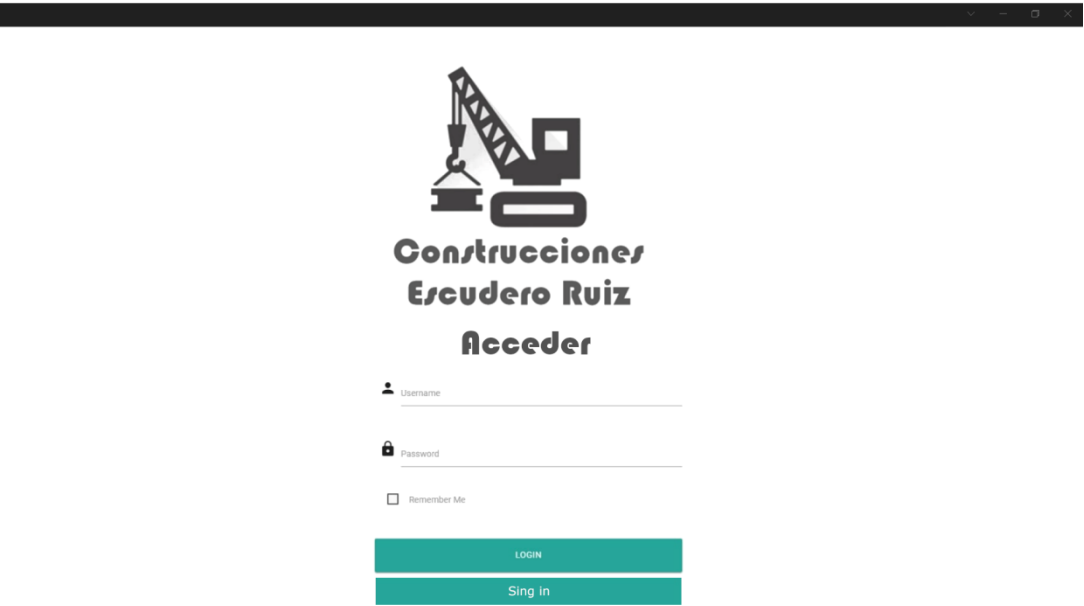 Construcciones
Escudero Ruiz
Acceder
Username
Password
Remember Me
LOGIN
Sing in